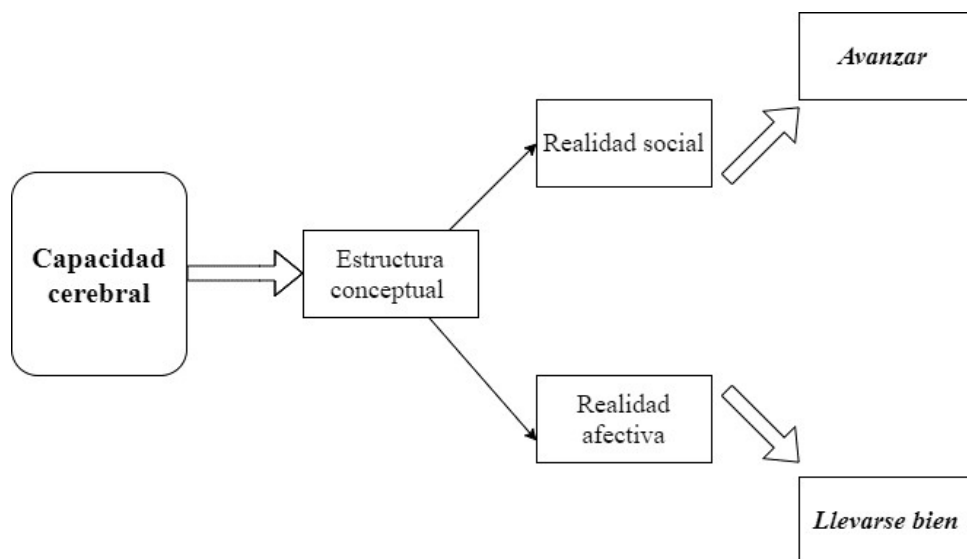 Avanzar
Realidad social
Capacidad
cerebral
Estructura
conceptual
Realidad
afectiva
Llevarse bien